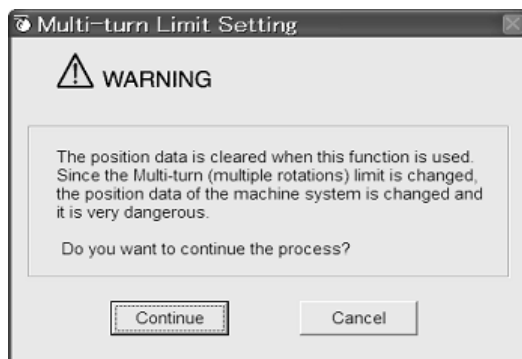 Multi-turn Limit Setting
WARNING
The position data is cleared when this function is used.
Since the Multi-turn (multiple rotations) limit is changed,
the position data of the machine system is changed and
it is very dangerous.
Do you want to continue the process?
Continue
Cancel